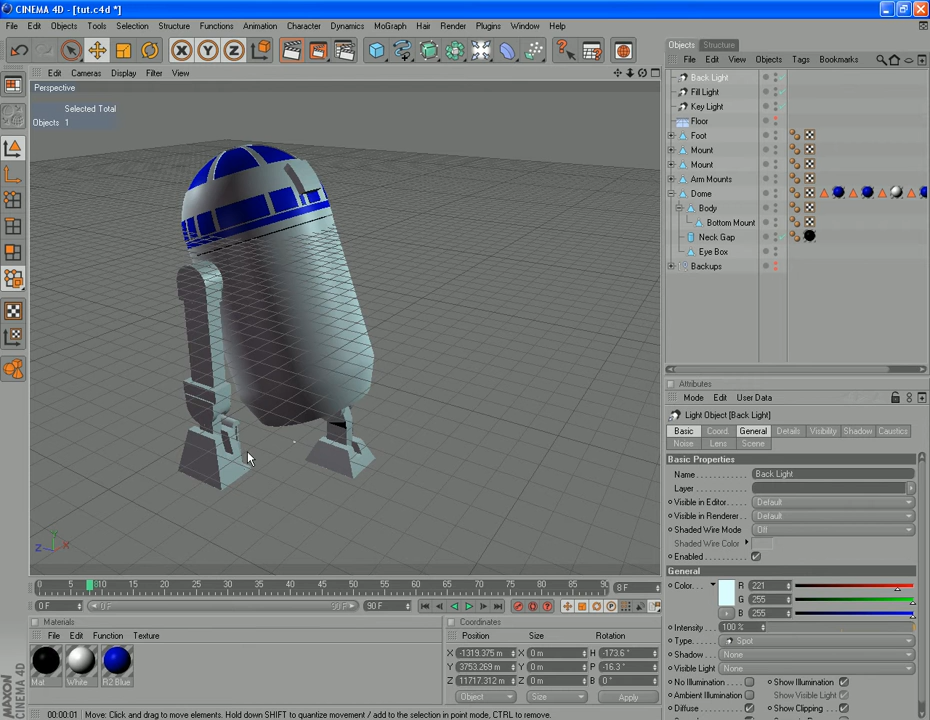 CINEMA 4D - [tut.c4d *]
File Edit Objects Tools Selection Structure Functions Animation Character Dynamics MoGraph Hair Render Plugins Window Help
Objects Structure
File Edit View Objects Tags Bookmarks
Edit Cameras Display Filter View
Perspective
Selected Total
Objects 1
Back Light
Fill Light
Key Light
Floor
Foot
Mount
Mount
Arm Mounts
Dome
Body
Bottom Mount
Neck Gap
Eye Box
Backups
Attributes
Mode Edit User Data
Light Object [Back Light]
Basic Coord. General Details Visibility Shadow Caustics
Noise Lens Scene
Basic Properties
Name Back Light
Layer
Visible in Editor Default
Visible in Renderer Default
Shaded Wire Mode Off
Shaded Wire Color
Enabled
General
Color R 221
G 255
B 255
Intensity 100 %
Type Spot
Shadow None
Visible Light None
No Illumination Show Illumination
Ambient Illumination Show Visible Light
Diffuse Show Clipping
0 5 10 15 20 25 30 35 40 45 50 55 60 65 70 75 80 85 90 8 F
0 F 0 F 90 F 90 F
Materials
File Edit Function Texture
Mat White R2 Blue
Coordinates
Position Size Rotation
X -1319.375 m X 0 m H -173.6 °
Y 3753.269 m Y 0 m P -16.3 °
Z 11717.312 m Z 0 m B 0 °
Object Size Apply
MAXON CINEMA 4D
00:00:01 Move: Click and drag to move elements. Hold down SHIFT to quantize movement / add to the selection in point mode, CTRL to remove.